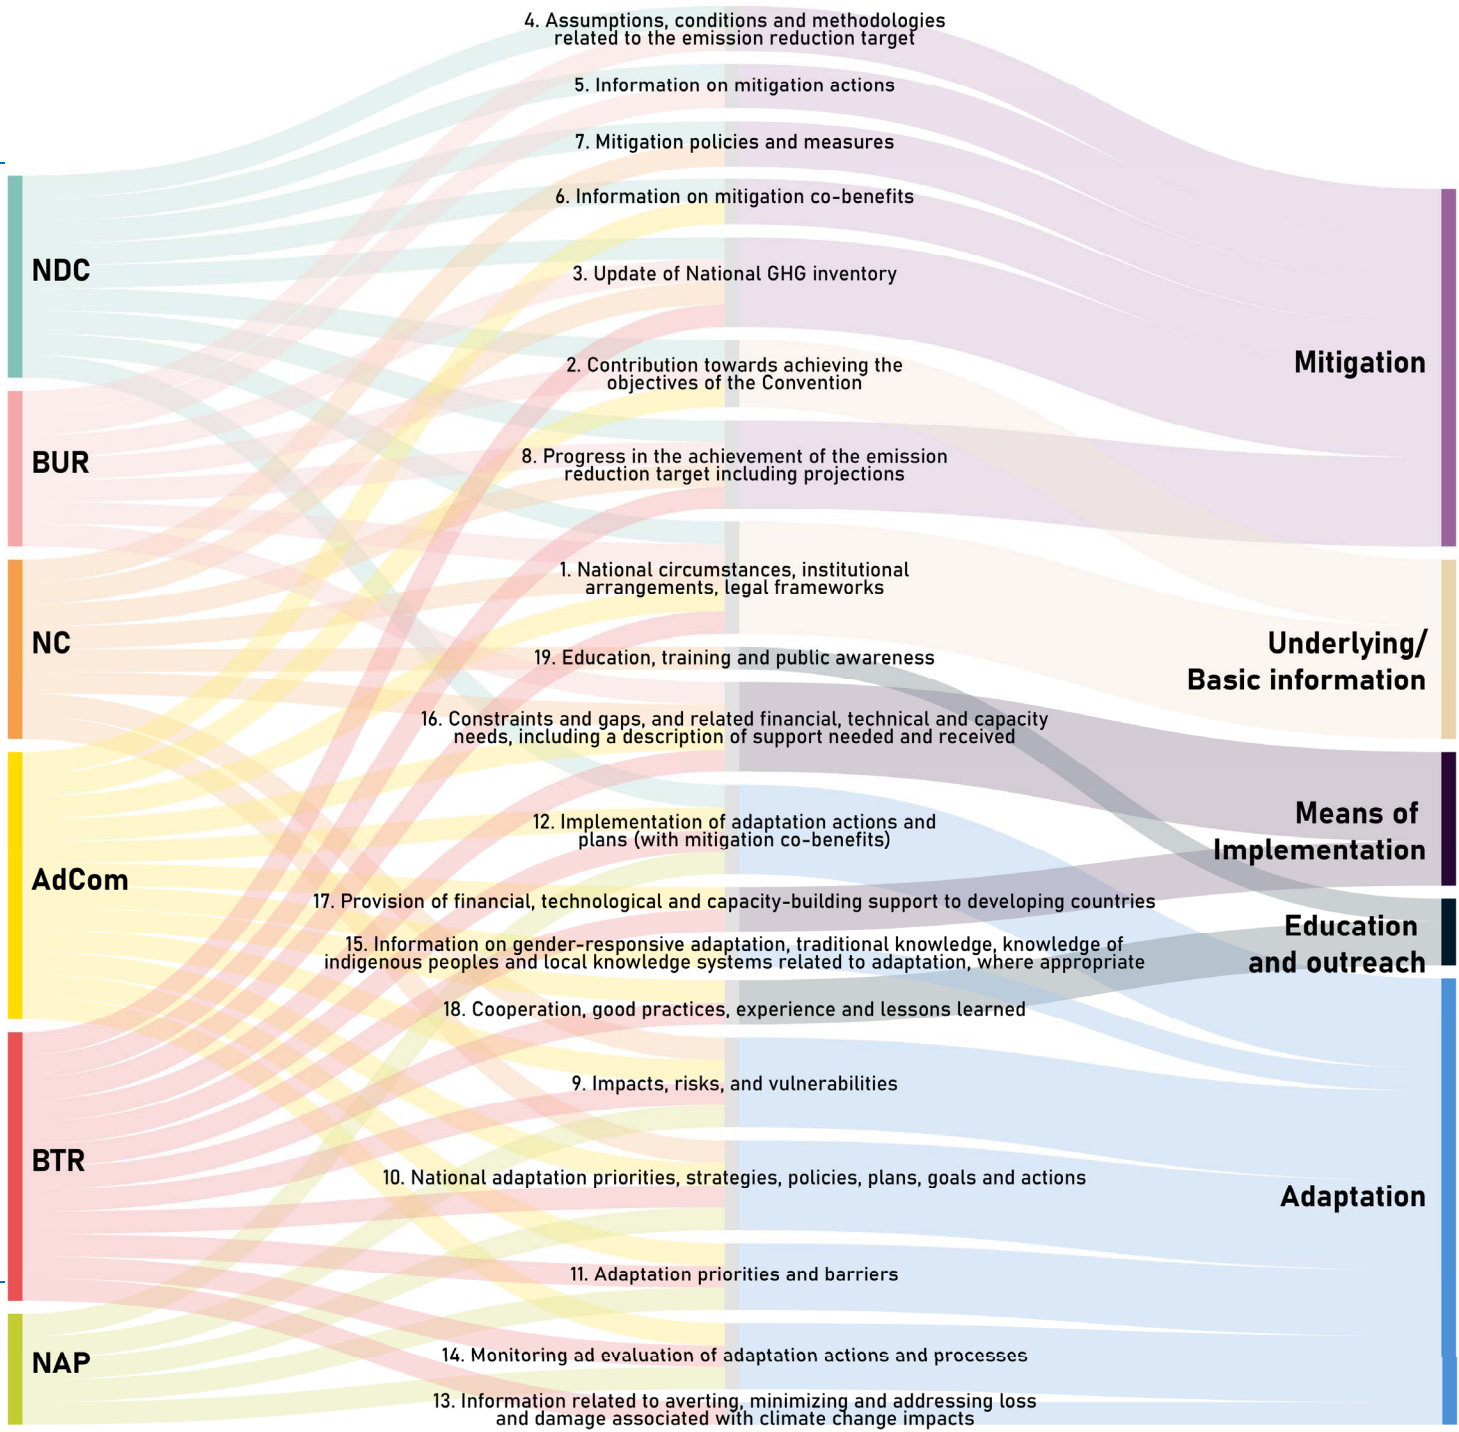 4. Assumptions, conditions and methodologies
related to the emission reduction target
5. Information on mitigation actions
7. Mitigation policies and measures
6. Information on mitigation co-benefits
NDC
3. Update of National GHG inventory
Mitigation
2. Contribution towards achieving the
objectives of the Convention
BUR
8. Progress in the achievement of the emission
reduction target including projections
1. National circumstances, institutional
arrangements, legal frameworks
NC
19. Education, training and public awareness
Underlying/
Basic information
16. Constraints and gaps, and related financial, technical and capacity
needs, including a description of support needed and received
Means of
Implementation
12. Implementation of adaptation actions and
plans (with mitigation co-benefits)
AdCom
17. Provision of financial, technological and capacity-building support to developing countries
Education
and outreach
15. Information on gender-responsive adaptation, traditional knowledge, knowledge of
indigenous peoples and local knowledge systems related to adaptation, where appropriate
18. Cooperation, good practices, experience and lessons learned
9. Impacts, risks, and vulnerabilities
BTR
10. National adaptation priorities, strategies, policies, plans, goals and actions
Adaptation
11. Adaptation priorities and barriers
NAP
14. Monitoring ad evaluation of adaptation actions and processes
13. Information related to averting, minimizing and addressing loss
and damage associated with climate change impacts